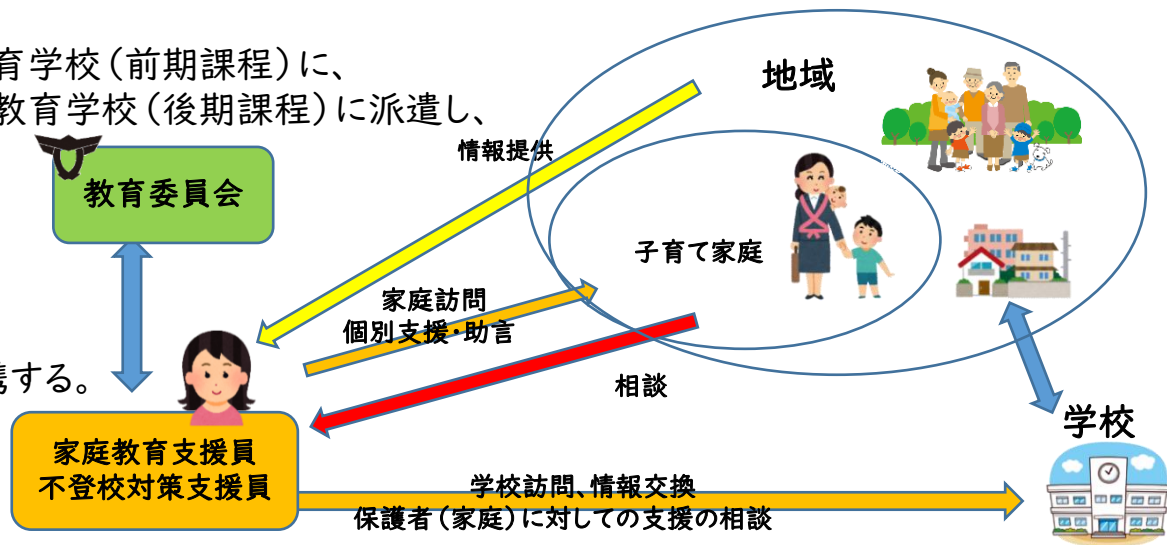 育学校(前期課程)に、
教育学校(後期課程)に派遣し、
地域
情報提供
教育委員会
子育て家庭
家庭訪問
個別支援・助言
相談
携する。
学校
家庭教育支援員
不登校対策支援員
学校訪問、情報交換
保護者(家庭)に対しての支援の相談